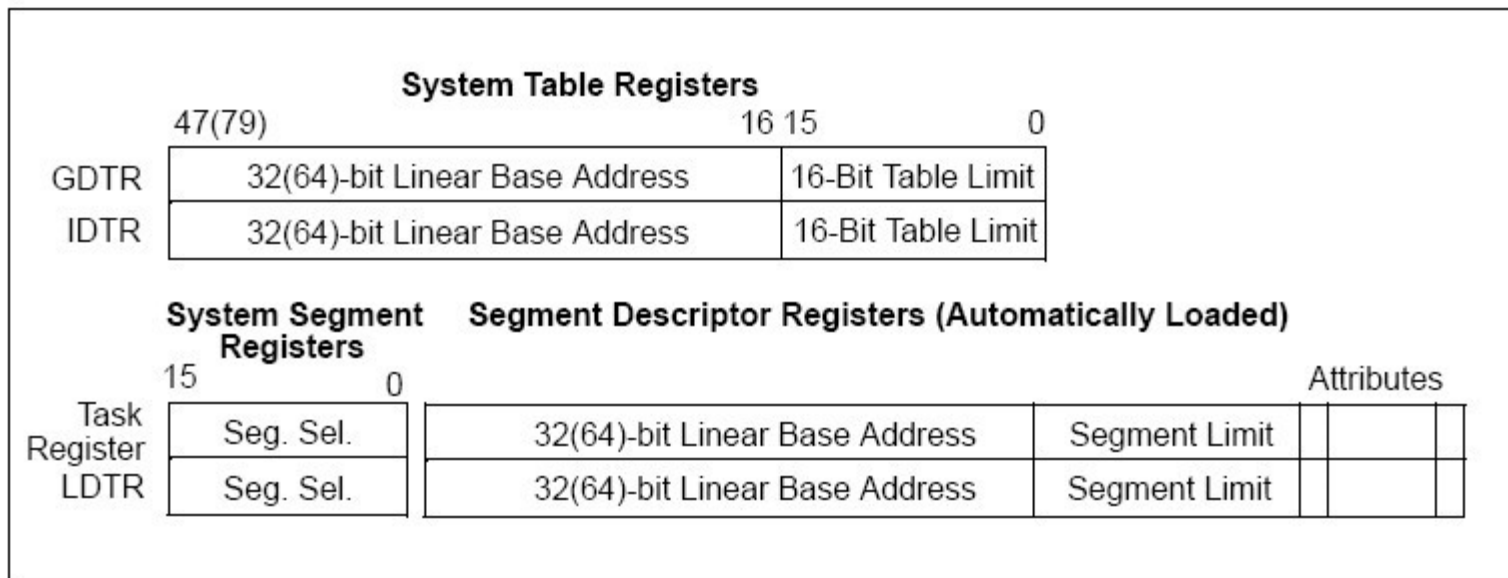 System Table Registers
47(79) 16 15 0
GDTR 32(64)-bit Linear Base Address 16-Bit Table Limit
IDTR 32(64)-bit Linear Base Address 16-Bit Table Limit
System Segment Segment Descriptor Registers (Automatically Loaded)
Registers
15 0 Attributes
Task
Register Seg. Sel. 32(64)-bit Linear Base Address Segment Limit
LDTR Seg. Sel. 32(64)-bit Linear Base Address Segment Limit